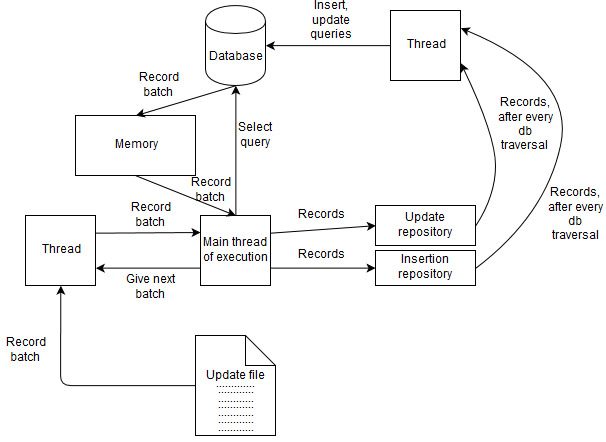 Insert,
update
queries
Database
Thread
Record
batch
Memory
Select
query
Records,
after every
db
traversal
Record
batch
Record
batch
Records,
after every
db
traversal
Thread
Main thread
of execution
Records
Update
repository
Records
Insertion
repository
Give next
batch
Record
batch
Update file